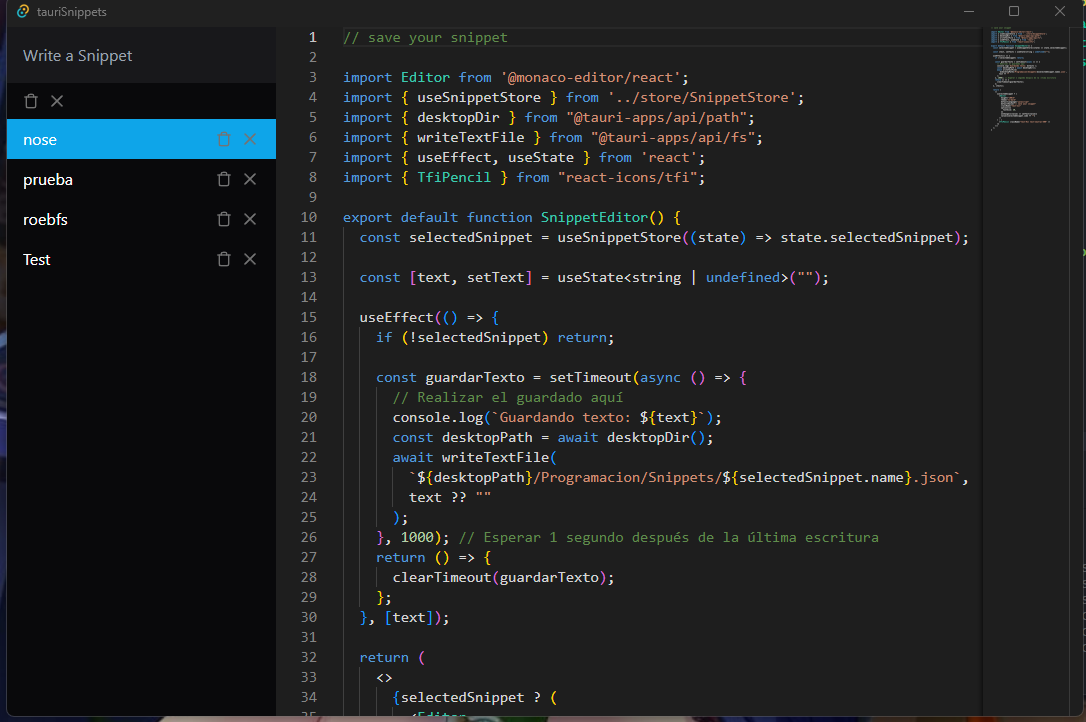 tauriSnippets
Write a Snippet
nose
prueba
roebfs
Test
1 // save your snippet
2
3 import Editor from '@monaco-editor/react';
4 import { useSnippetStore } from '../store/SnippetStore';
5 import { desktopDir } from "@tauri-apps/api/path";
6 import { writeTextFile } from "@tauri-apps/api/fs";
7 import { useEffect, useState } from 'react';
8 import { TfiPencil } from "react-icons/tfi";
9
10 export default function SnippetEditor() {
11   const selectedSnippet = useSnippetStore((state) => state.selectedSnippet);
12
13   const [text, setText] = useState<string | undefined>("");
14
15   useEffect(() => {
16     if (!selectedSnippet) return;
17
18     const guardarTexto = setTimeout(async () => {
19       // Realizar el guardado aquí
20       console.log(`Guardando texto: ${text}`);
21       const desktopPath = await desktopDir();
22       await writeTextFile(
23         `${desktopPath}/Programacion/Snippets/${selectedSnippet.name}.json`,
24         text ?? ""
25       );
26     }, 1000); // Esperar 1 segundo después de la última escritura
27     return () => {
28       clearTimeout(guardarTexto);
29     };
30   }, [text]);
31
32   return (
33     <>
34       {selectedSnippet ? (
35         <Editor